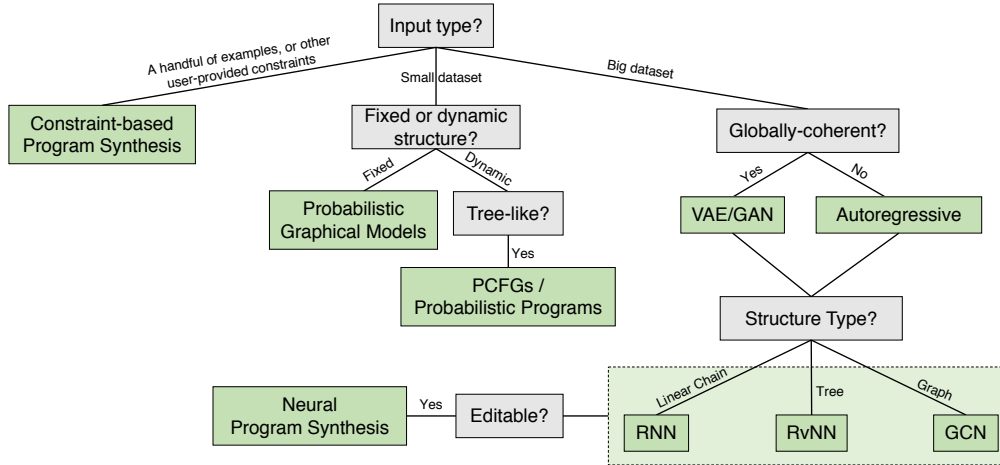 Input type?
A handful of examples, or other
user-provided constraints
Small dataset
Big dataset
Constraint-based
Program Synthesis
Fixed or dynamic
structure?
Globally-coherent?
Fixed
Dynamic
Yes
No
Probabilistic
Graphical Models
Tree-like?
VAE/GAN
Autoregressive
Yes
PCFGs /
Probabilistic Programs
Structure Type?
Linear Chain
Tree
Graph
Neural
Program Synthesis
Yes
Editable?
RNN
RvNN
GCN